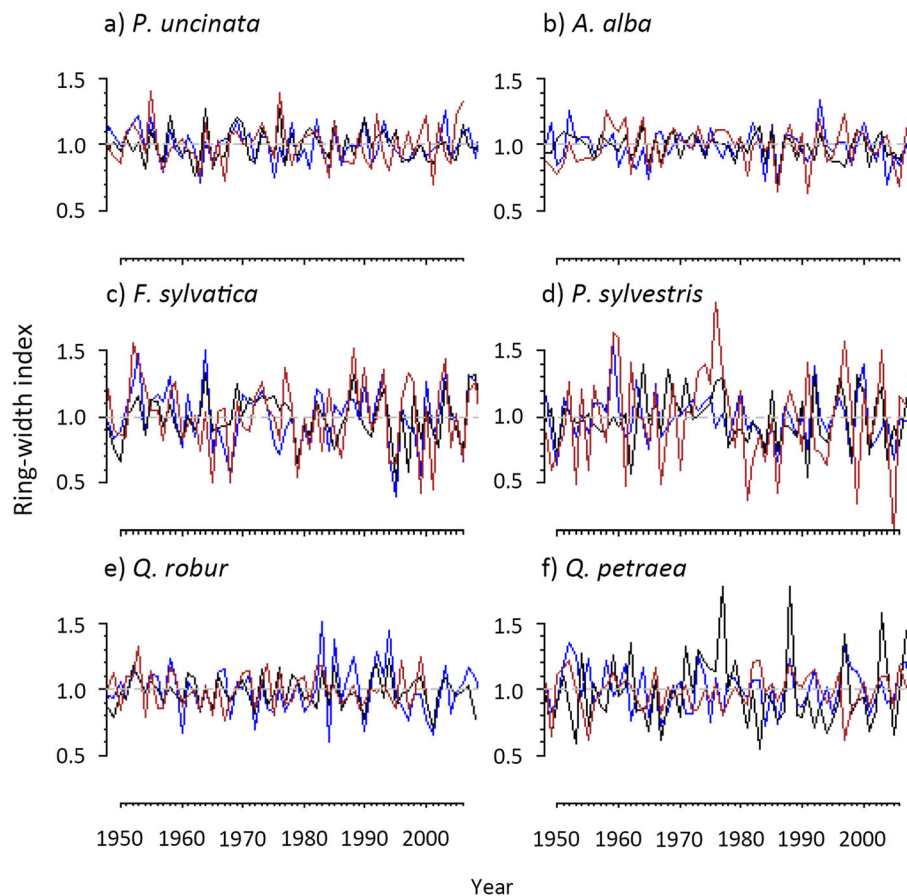 a) P. uncinata
b) A. alba
1.5
1.0
0.5
1.5
1.0
0.5
c) F. sylvatica
d) P. sylvestris
Ring-width index
1.5
1.0
0.5
1.5
1.0
0.5
e) Q. robur
f) Q. petraea
1.5
1.0
0.5
1.5
1.0
0.5
1950 1960 1970 1980 1990 2000
1950 1960 1970 1980 1990 2000
Year